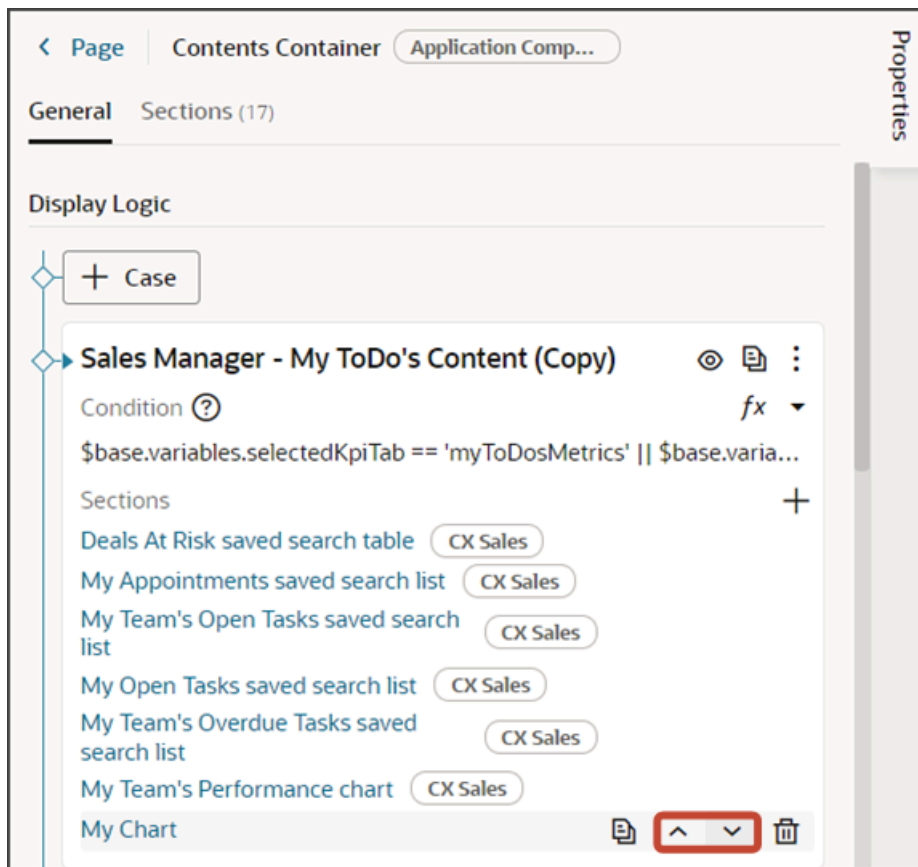 Page Contents Container Application Comp...
Properties
General Sections (17)
Display Logic
+ Case
Sales Manager - My ToDo's Content (Copy)
Condition ? fx
$base.variables.selectedKpiTab == 'myToDosMetrics' || $base.varia...
Sections
Deals At Risk saved search table CX Sales
My Appointments saved search list CX Sales
My Team's Open Tasks saved search
list CX Sales
My Open Tasks saved search list CX Sales
My Team's Overdue Tasks saved
search list CX Sales
My Team's Performance chart CX Sales
My Chart